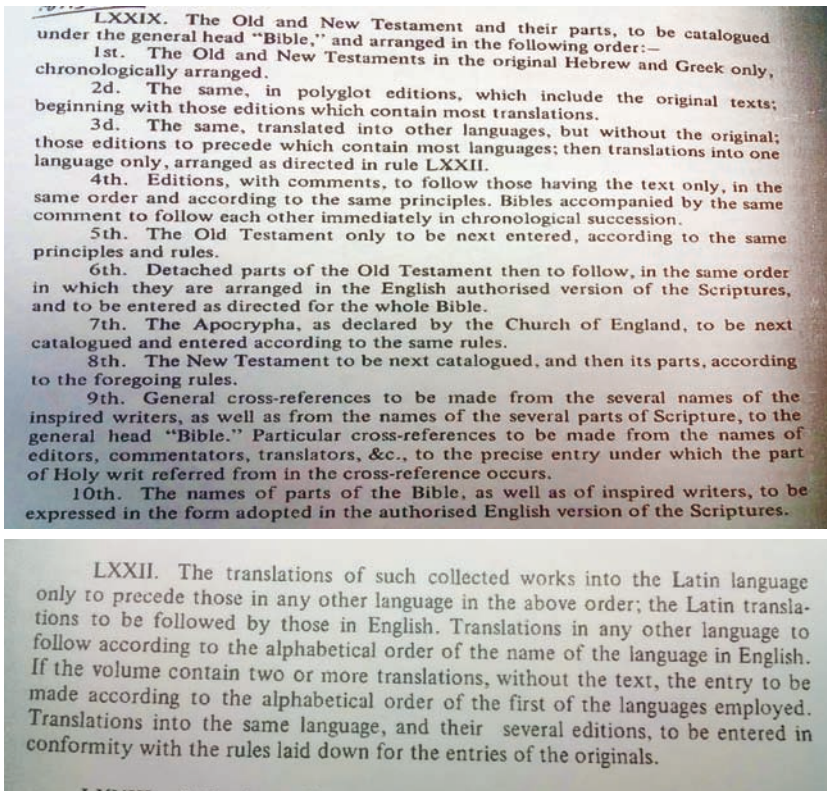 LXXIX. The Old and New Testament and their parts, to be catalogued
under the general head “Bible,” and arranged in the following order:—
1st. The Old and New Testaments in the original Hebrew and Greek only,
chronologically arranged.
2d. The same, in polyglot editions, which include the original texts;
beginning with those editions which contain most translations.
3d. The same, translated into other languages, but without the original;
those editions to precede which contain most languages; then translations into one
language only, arranged as directed in rule LXXII.
4th. Editions, with comments, to follow those having the text only, in the
same order and according to the same principles. Bibles accompanied by the same
comment to follow each other immediately in chronological succession.
5th. The Old Testament only to be next entered, according to the same
principles and rules.
6th. Detached parts of the Old Testament then to follow, in the same order
in which they are arranged in the English authorised version of the Scriptures,
and to be entered as directed for the whole Bible.
7th. The Apocrypha, as declared by the Church of England, to be next
catalogued and entered according to the same rules.
8th. The New Testament to be next catalogued, and then its parts, according
to the foregoing rules.
9th. General cross-references to be made from the several names of the
inspired writers, as well as from the names of the several parts of Scripture, to the
general head “Bible.” Particular cross-references to be made from the names of
editors, commentators, translators, &c., to the precise entry under which the part
of Holy writ referred from in the cross-reference occurs.
10th. The names of parts of the Bible, as well as of inspired writers, to be
expressed in the form adopted in the authorised English version of the Scriptures.
LXXII. The translations of such collected works into the Latin language
only to precede those in any other language in the above order; the Latin transla-
tions to be followed by those in English. Translations in any other language to
follow according to the alphabetical order of the name of the language in English.
If the volume contain two or more translations, without the text, the entry to be
made according to the alphabetical order of the first of the languages employed.
Translations into the same language, and their several editions, to be entered in
conformity with the rules laid down for the entries of the originals.